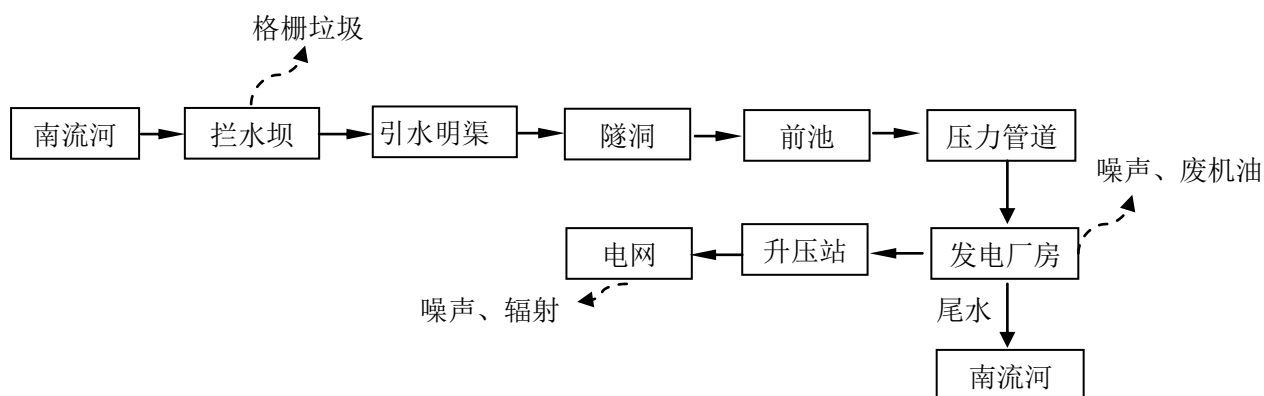 格栅垃圾
南流河
拦水坝
引水明渠
隧洞
前池
压力管道
噪声、废机油
电网
升压站
发电厂房
噪声、辐射
尾水
南流河